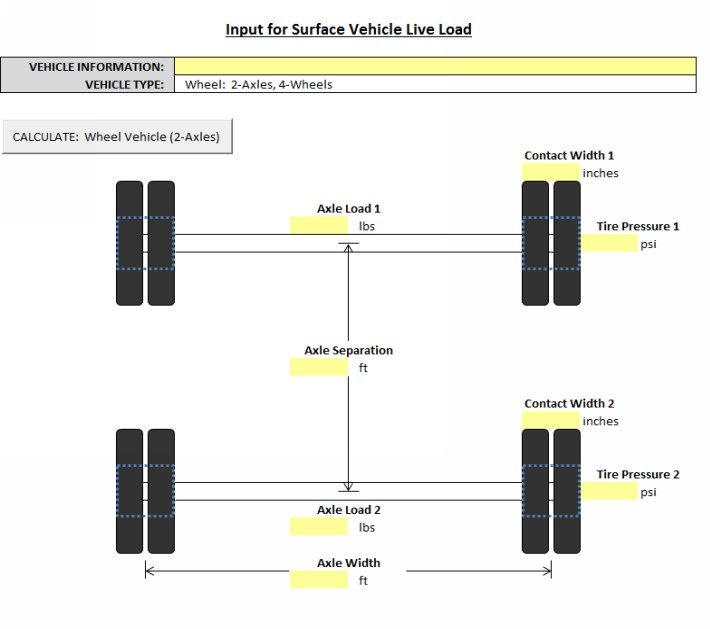 Input for Surface Vehicle Live Load
VEHICLE INFORMATION:
VEHICLE TYPE: Wheel: 2-Axles, 4-Wheels
CALCULATE: Wheel Vehicle (2-Axles)
Contact Width 1
inches
Axle Load 1
lbs
Tire Pressure 1
psi
Axle Separation
ft
Contact Width 2
inches
Tire Pressure 2
psi
Axle Load 2
lbs
Axle Width
ft